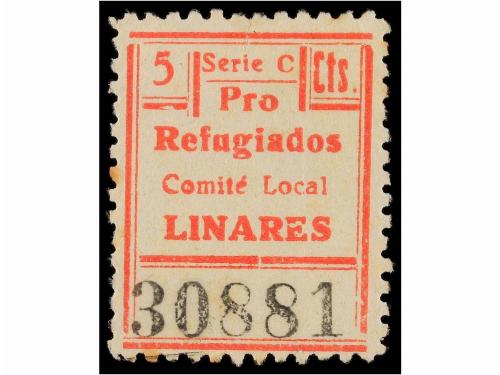 5 Serie C Cts.
Pro
Refugiados
Comité Local
LINARES
30881